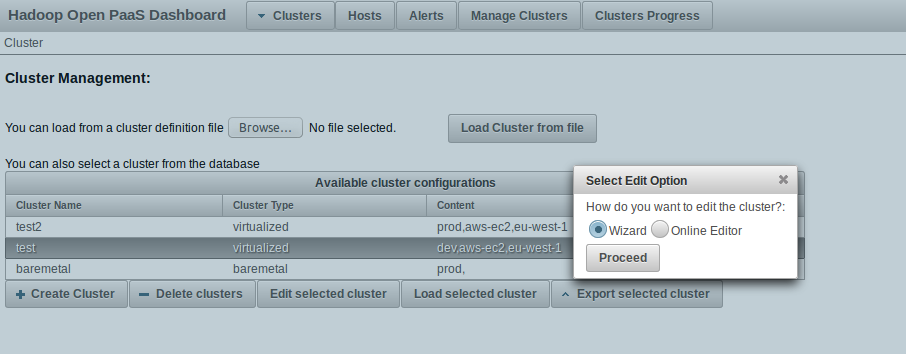 Hadoop Open PaaS Dashboard Clusters Hosts Alerts Manage Clusters Clusters Progress
Cluster
Cluster Management:
You can load from a cluster definition file Browse... No file selected. Load Cluster from file
You can also select a cluster from the database
Available cluster configurations
Cluster Name Cluster Type Content
test2 virtualized prod,aws-ec2,eu-west-1
test virtualized dev,aws-ec2,eu-west-1
baremetal baremetal prod,
Create Cluster Delete clusters Edit selected cluster Load selected cluster Export selected cluster
Select Edit Option
How do you want to edit the cluster?:
Wizard Online Editor
Proceed